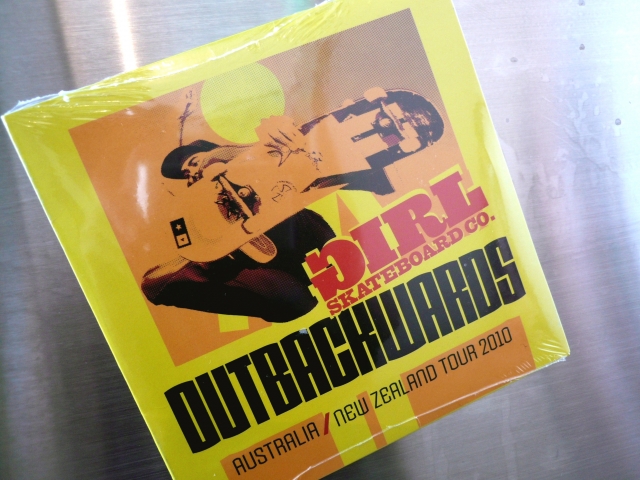 GIRL
SKATEBOARD CO.
OUTBACKWARDS
AUSTRALIA / NEW ZEALAND TOUR 2010